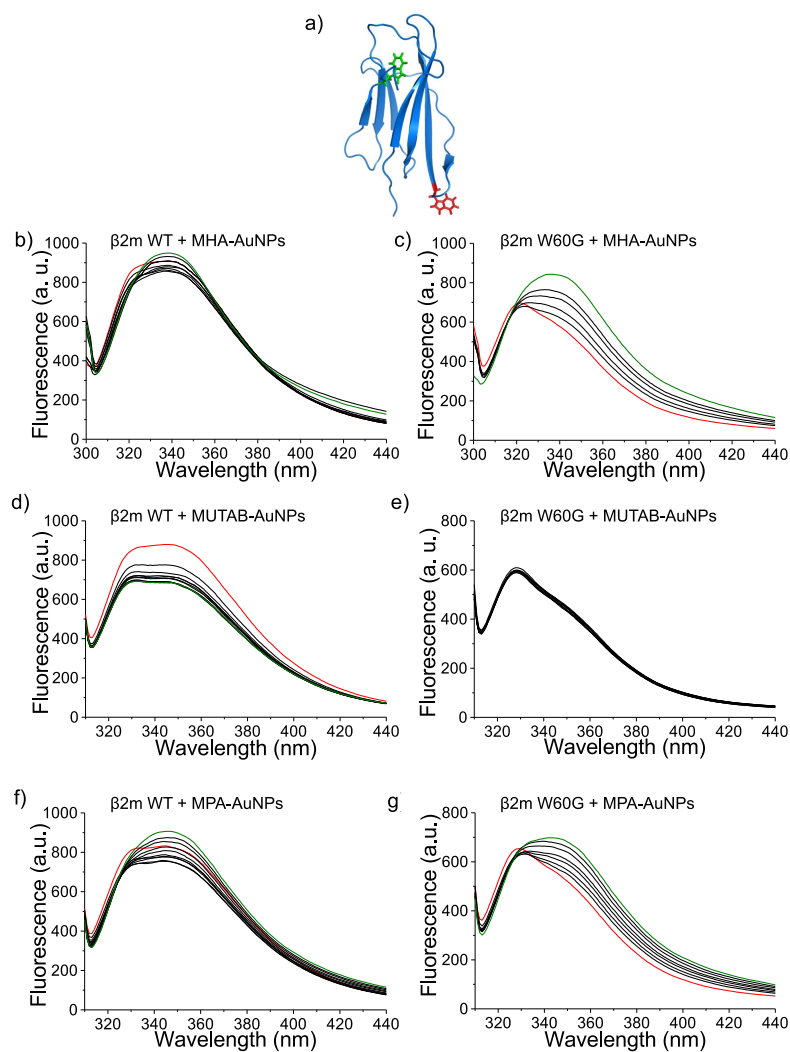 a)
b) β2m WT + MHA-AuNPs
Fluorescence (a. u.)
1000
800
600
400
200
0
300 320 340 360 380 400 420 440
Wavelength (nm)
c) β2m W60G + MHA-AuNPs
Fluorescence (a. u.)
1000
800
600
400
200
0
300 320 340 360 380 400 420 440
Wavelength (nm)
d) β2m WT + MUTAB-AuNPs
Fluorescence (a.u.)
1000
800
600
400
200
0
320 340 360 380 400 420 440
Wavelength (nm)
e) β2m W60G + MUTAB-AuNPs
Fluorescence (a. u.)
800
600
400
200
0
320 340 360 380 400 420 440
Wavelength (nm)
f) β2m WT + MPA-AuNPs
Fluorescence (a.u.)
1000
800
600
400
200
0
320 340 360 380 400 420 440
Wavelength (nm)
g) β2m W60G + MPA-AuNPs
Fluorescence (a.u.)
800
700
600
500
400
300
200
100
0
320 340 360 380 400 420 440
Wavelength (nm)